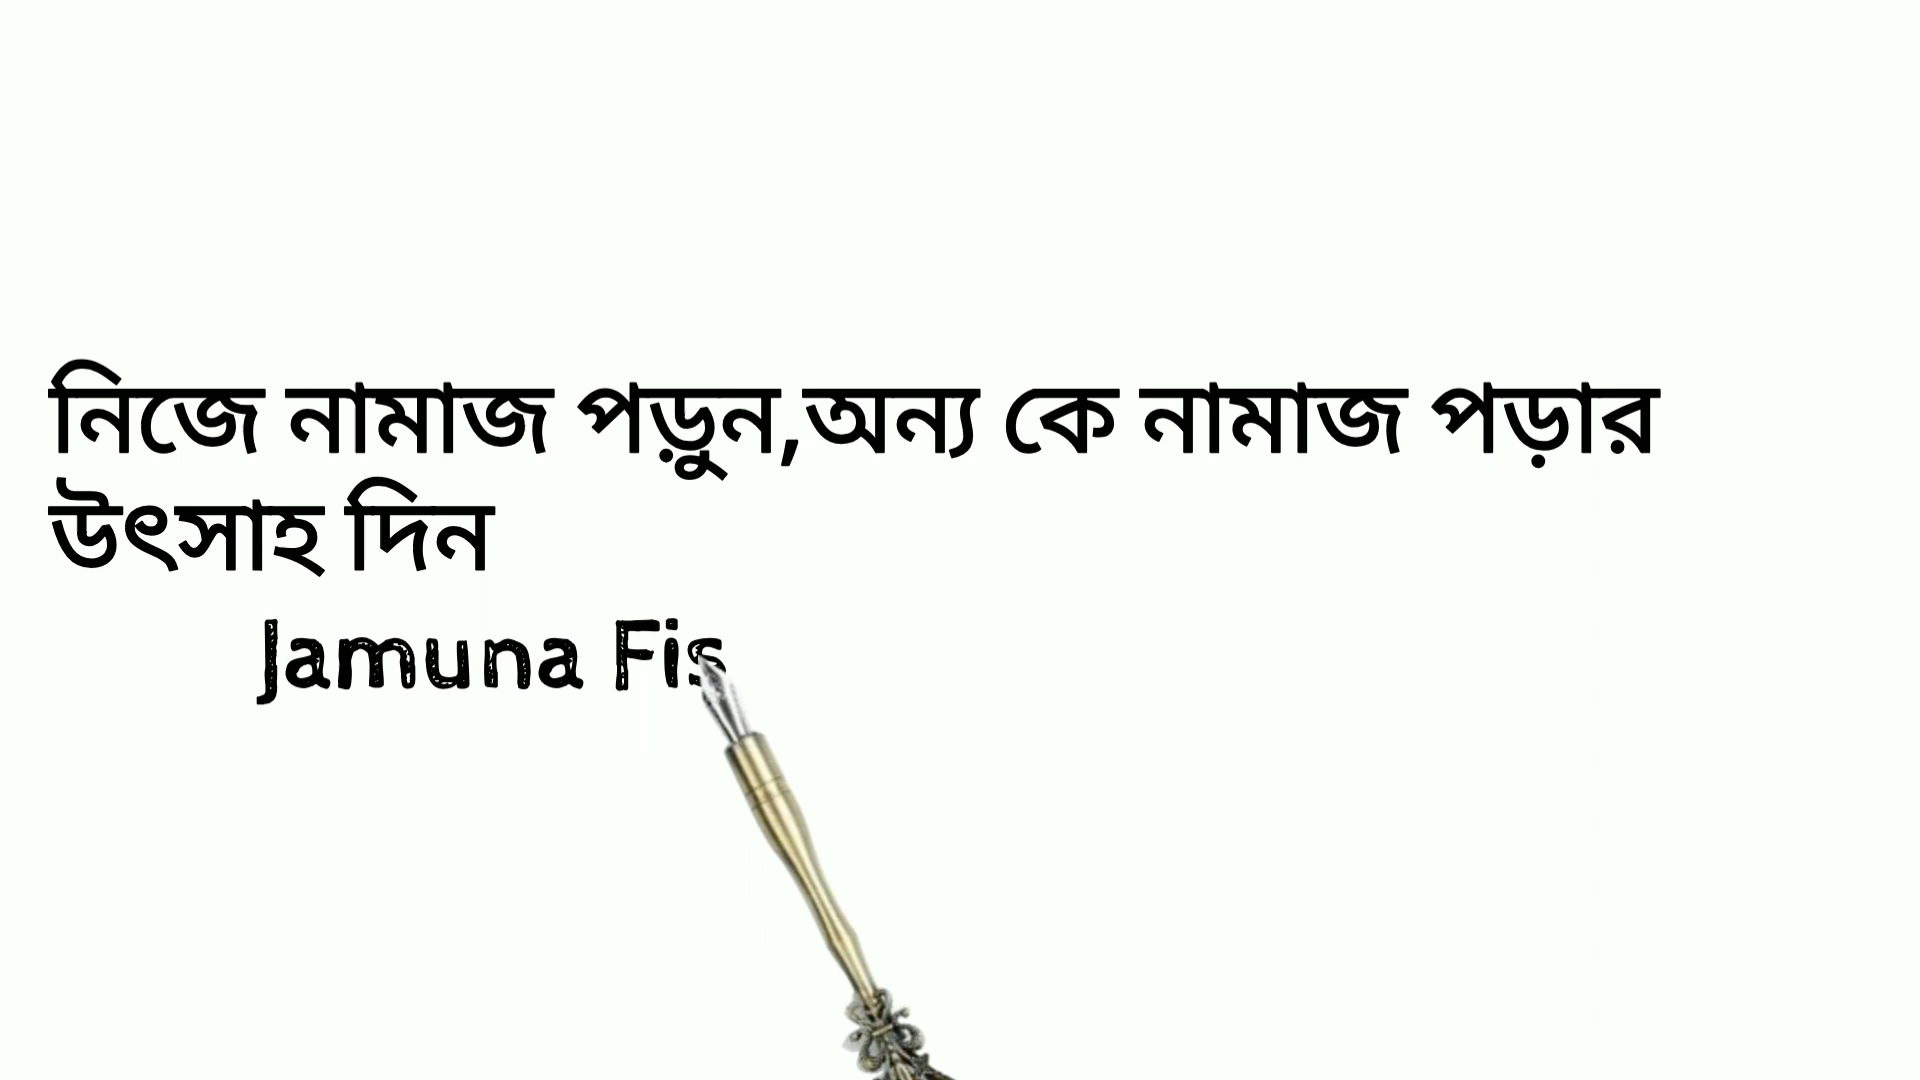 নিজে নামাজ পড়ুন,অন্য কে নামাজ পড়ার
উৎসাহ দিন
Jamuna Fis